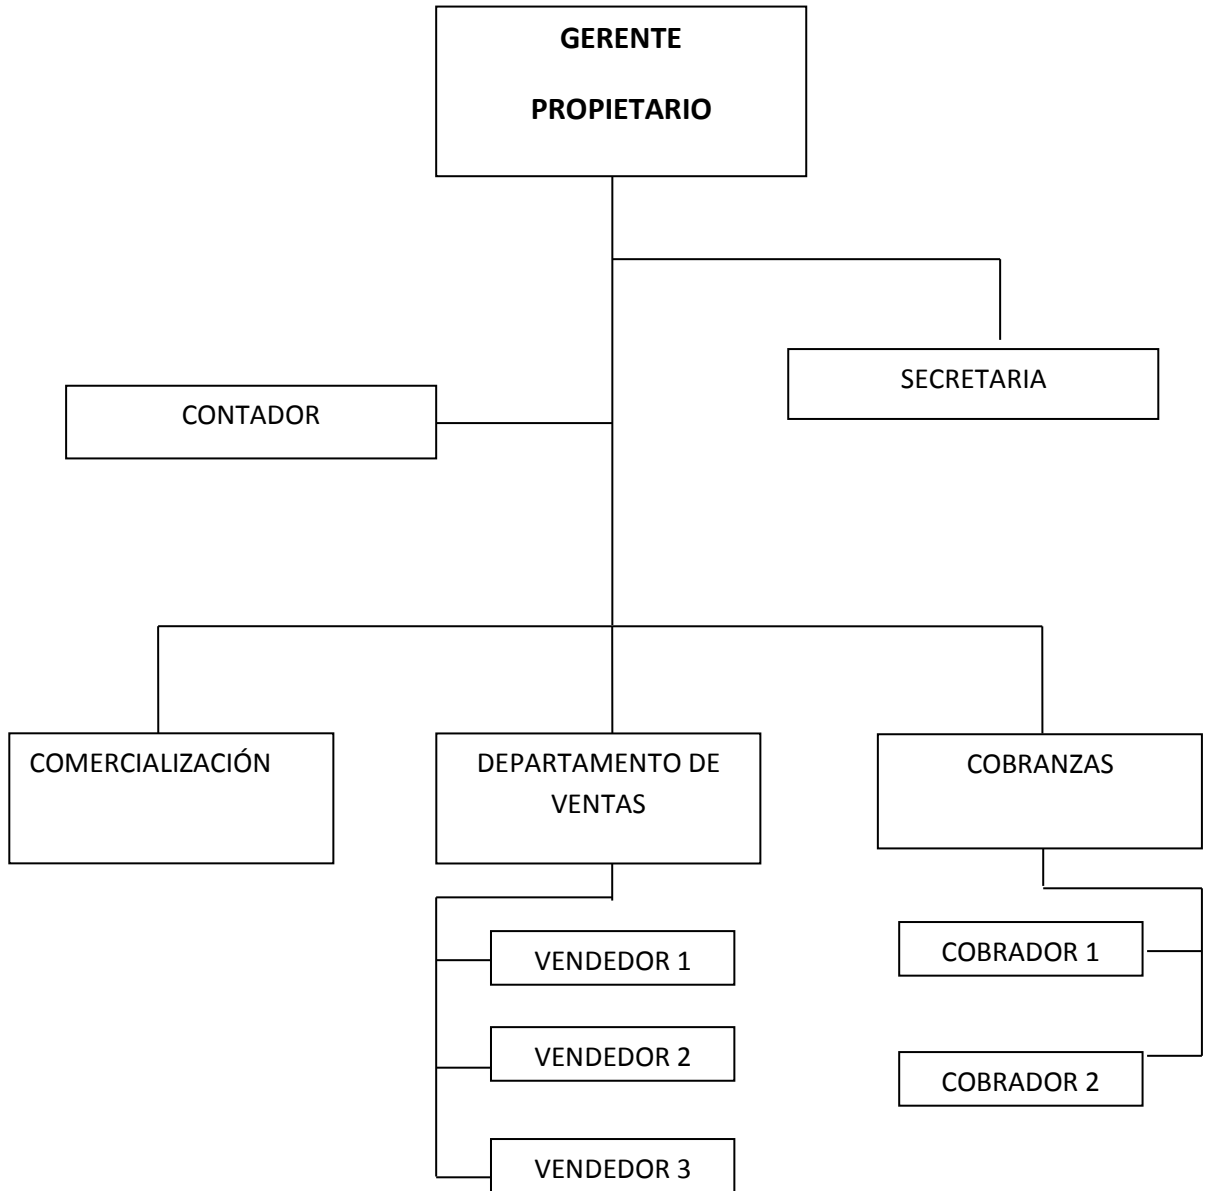 GERENTE
PROPIETARIO
SECRETARIA
CONTADOR
COMERCIALIZACIÓN
DEPARTAMENTO DE
VENTAS
COBRANZAS
VENDEDOR 1
VENDEDOR 2
VENDEDOR 3
COBRADOR 1
COBRADOR 2